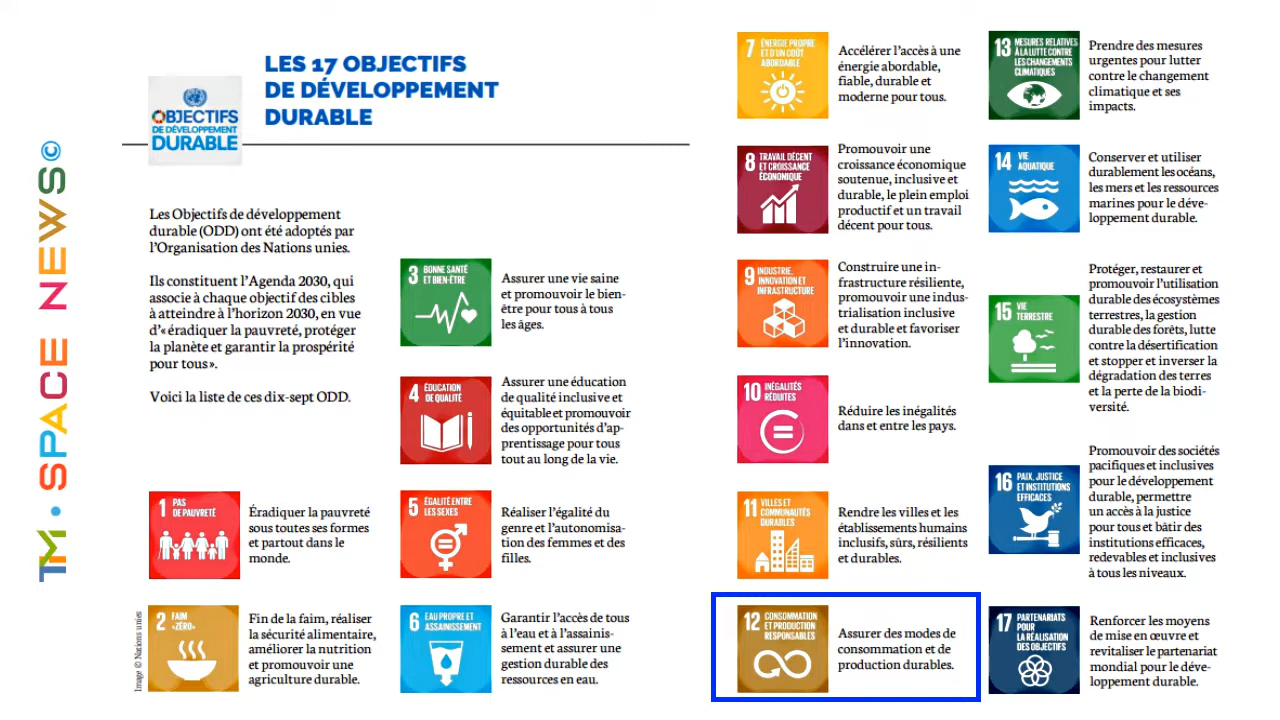 TM • SPACE NEWS©
OBJECTIFS
DE DÉVELOPPEMENT
DURABLE
LES 17 OBJECTIFS
DE DÉVELOPPEMENT
DURABLE
Les Objectifs de développement
durable (ODD) ont été adoptés par
l’Organisation des Nations unies.
Ils constituent l’Agenda 2030, qui
associe à chaque objectif des cibles
à atteindre à l’horizon 2030, en vue
d’« éradiquer la pauvreté, protéger
la planète et garantir la prospérité
pour tous ».
Voici la liste de ces dix-sept ODD.
Image © Nations unies
1 PAS
DE PAUVRETÉ
Éradiquer la pauvreté
sous toutes ses formes
et partout dans le
monde.
2 FAIM
«ZÉRO»
Fin de la faim, réaliser
la sécurité alimentaire,
améliorer la nutrition
et promouvoir une
agriculture durable.
3 BONNE SANTÉ
ET BIEN-ÊTRE
Assurer une vie saine
et promouvoir le bien-
être pour tous à tous
les âges.
4 ÉDUCATION
DE QUALITÉ
Assurer une éducation
de qualité inclusive et
équitable et promouvoir
des opportunités d’ap-
prentissage pour tous
tout au long de la vie.
5 ÉGALITÉ ENTRE
LES SEXES
Réaliser l’égalité du
genre et l’autonomisa-
tion des femmes et des
filles.
6 EAU PROPRE ET
ASSAINISSEMENT
Garantir l’accès de tous
à l’eau et à l’assainis-
sement et assurer une
gestion durable des
ressources en eau.
7 ÉNERGIE PROPRE
ET D’UN COÛT
ABORDABLE
Accélérer l’accès à une
énergie abordable,
fiable, durable et
moderne pour tous.
8 TRAVAIL DÉCENT
ET CROISSANCE
ÉCONOMIQUE
Promouvoir une
croissance économique
soutenue, inclusive et
durable, le plein emploi
productif et un travail
décent pour tous.
9 INDUSTRIE,
INNOVATION ET
INFRASTRUCTURE
Construire une in-
frastructure résiliente,
promouvoir une indus-
trialisation inclusive
et durable et favoriser
l’innovation.
10 INÉGALITÉS
RÉDUITES
Réduire les inégalités
dans et entre les pays.
11 VILLES ET
COMMUNAUTÉS
DURABLES
Rendre les villes et les
établissements humains
inclusifs, sûrs, résilients
et durables.
12 CONSOMMATION
ET PRODUCTION
RESPONSABLES
Assurer des modes de
consommation et de
production durables.
13 MESURES RELATIVES
À LA LUTTE CONTRE
LES CHANGEMENTS
CLIMATIQUES
Prendre des mesures
urgentes pour lutter
contre le changement
climatique et ses
impacts.
14 VIE
AQUATIQUE
Conserver et utiliser
durablement les océans,
les mers et les ressources
marines pour le déve-
loppement durable.
15 VIE
TERRESTRE
Protéger, restaurer et
promouvoir l’utilisation
durable des écosystèmes
terrestres, la gestion
durable des forêts, lutte
contre la désertification
et stopper et inverser la
dégradation des terres
et la perte de la biodi-
versité.
16 PAIX, JUSTICE
ET INSTITUTIONS
EFFICACES
Promouvoir des sociétés
pacifiques et inclusives
pour le développement
durable, permettre
un accès à la justice
pour tous et bâtir des
institutions efficaces,
redevables et inclusives
à tous les niveaux.
17 PARTENARIATS
POUR
LA RÉALISATION
DES OBJECTIFS
Renforcer les moyens
de mise en œuvre et
revitaliser le partenariat
mondial pour le déve-
loppement durable.